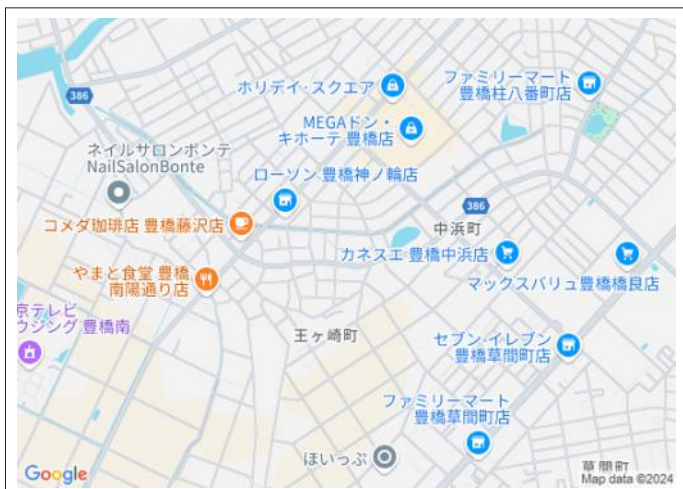 386
ホリデイ・スクエア
ファミリーマート
豊橋柱八番町店
MEGAドン・
キホーテ 豊橋店
ネイルサロンボンテ
NailSalonBonte
ローソン 豊橋神ノ輪店
386
コメダ珈琲店 豊橋藤沢店
中浜町
カネスエ 豊橋中浜店
マックスバリュ豊橋橋良店
やまと食堂 豊橋
南陽通り店
京テレビ
ウジング 豊橋南
王ヶ崎町
セブン-イレブン
豊橋草間町店
ファミリーマート
豊橋草間町店
ほいっぷ
草間町
Google
Map data ©2024